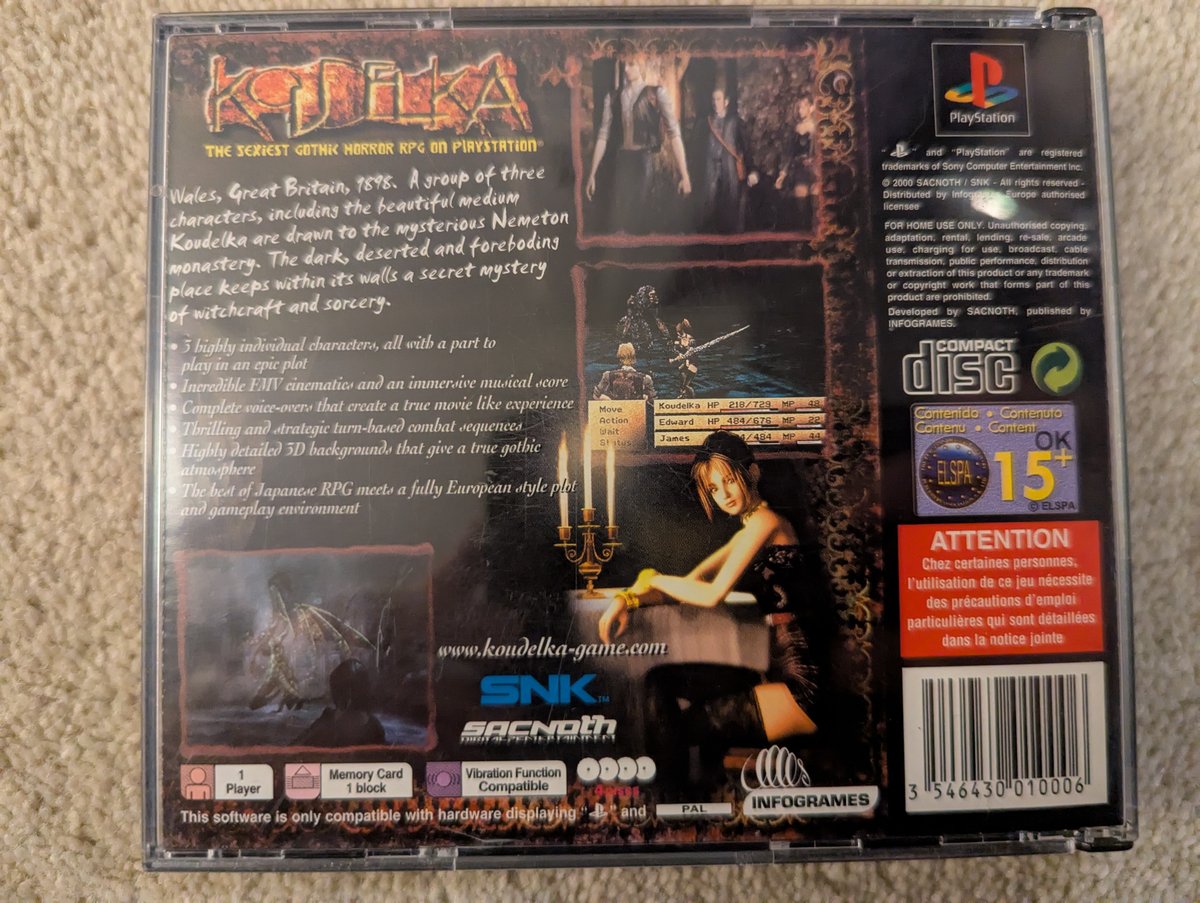 KOUDELKA
THE SEXIEST GOTHIC HORROR RPG ON PLAYSTATION®
Wales, Great Britain, 1898. A group of three
characters, including the beautiful medium
Koudelka are drawn to the mysterious Nemeton
monastery. The dark, deserted and foreboding
place keeps within its walls a secret mystery
of witchcraft and sorcery.
• 3 highly individual characters, all with a part to
play in an epic plot
• Incredible FMV cinematics and an immersive musical score
• Complete voice-overs that create a true movie like experience
• Thrilling and strategic turn-based combat sequences
• Highly detailed 3D backgrounds that give a true gothic
atmosphere
• The best of Japanese RPG meets a fully European style plot
and gameplay environment
Move
Action
Wait
Status
Koudelka HP 218/729 MP 48
Edward HP 484/676 MP 22
James /484 MP 44
www.koudelka-game.com
SNK™
SACNOTH
DIGITAL ENTERTAINMENT
1
Player
Memory Card
1 block
Vibration Function
Compatible
4 discs
INFOGRAMES
This software is only compatible with hardware displaying " " and
PAL
PlayStation
" " and "PlayStation" are registered
trademarks of Sony Computer Entertainment Inc.
© 2000 SACNOTH / SNK - All rights reserved -
Distributed by Infogrames Europe authorised
licensee
FOR HOME USE ONLY. Unauthorised copying,
adaptation, rental, lending, re-sale, arcade
use, charging for use, broadcast, cable
transmission, public performance, distribution
or extraction of this product or any trademark
or copyright work that forms part of this
product are prohibited.
Developed by SACNOTH, published by
INFOGRAMES.
COMPACT
disc
Contenido • Contenuto
Contenu • Content
ELSPA
OK
15+
© ELSPA
ATTENTION
Chez certaines personnes,
l'utilisation de ce jeu nécessite
des précautions d'emploi
particulières qui sont détaillées
dans la notice jointe
3 546430 010006